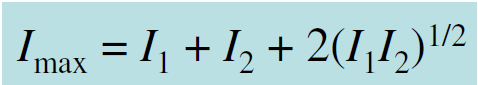 I_max = I_1 + I_2 + 2(I_1I_2)^{1/2}